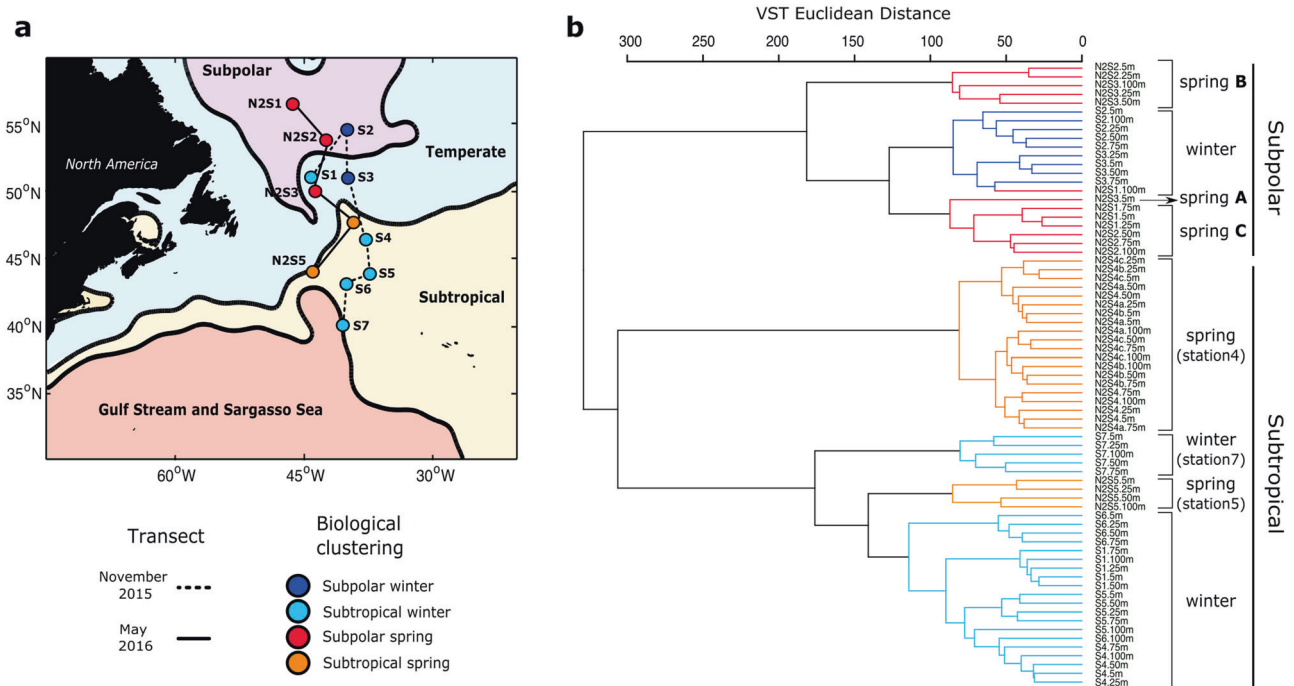 a
Subpolar
N2S1
N2S2
S2
55°N
North America
Temperate
S1
S3
50°N
N2S3
S4
45°N
N2S5
S5
S6
Subtropical
40°N
S7
35°N
Gulf Stream and Sargasso Sea
60°W
45°W
30°W
Transect
November
2015
May
2016
Biological
clustering
Subpolar winter
Subtropical winter
Subpolar spring
Subtropical spring
b
VST Euclidean Distance
300 200 150 100 50 0
N2S2.5m
N2S2.25m
N2S3.100m
N2S3.25m
N2S3.50m
S2.5m
S2.100m
S2.25m
S2.50m
S2.75m
S3.25m
S3.5m
S3.50m
S3.75m
N2S1.100m
N2S3.5m
N2S1.75m
N2S1.5m
N2S1.25m
N2S2.50m
N2S2.75m
N2S2.100m
N2S4c.25m
N2S4b.25m
N2S4c.5m
N2S4a.50m
N2S4.50m
N2S4a.25m
N2S4b.5m
N2S4a.5m
N2S4a.100m
N2S4c.50m
N2S4c.75m
N2S4c.100m
N2S4b.100m
N2S4b.50m
N2S4b.75m
N2S4.75m
N2S4.100m
N2S4.25m
N2S4.5m
N2S4a.75m
S7.5m
S7.25m
S7.100m
S7.50m
S7.75m
N2S5.5m
N2S5.25m
N2S5.50m
N2S5.100m
S6.5m
S6.25m
S6.50m
S6.75m
S1.75m
S1.100m
S1.25m
S1.5m
S1.50m
S5.5m
S5.50m
S5.25m
S5.75m
S5.100m
S6.100m
S4.75m
S4.100m
S4.50m
S4.5m
S4.25m
spring B
winter
spring A
spring C
spring
(station4)
winter
(station7)
spring
(station5)
winter
Subpolar
Subtropical